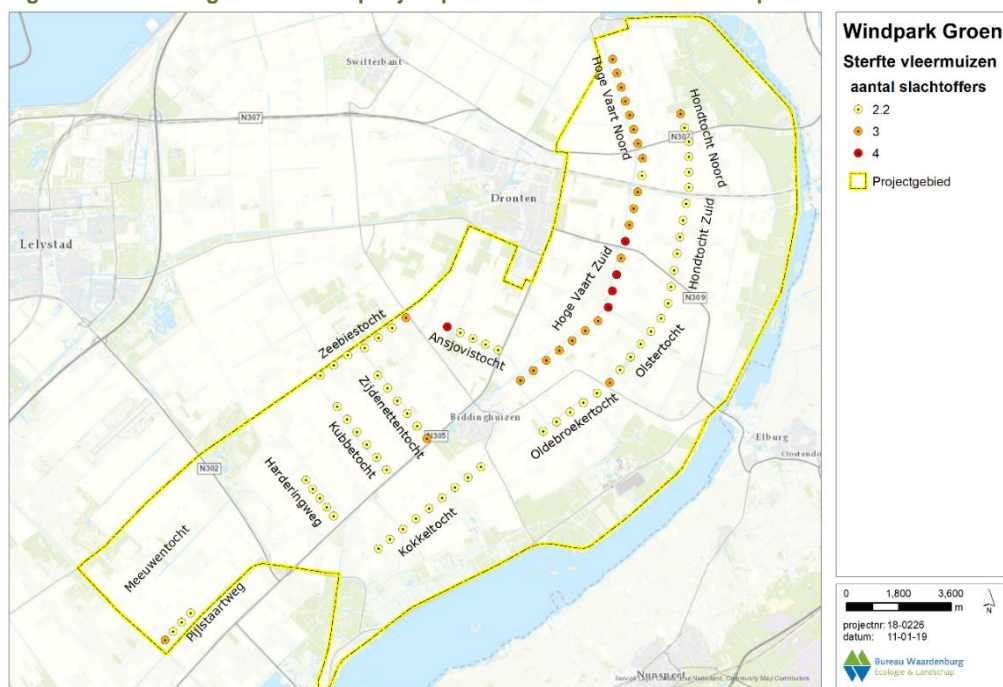 Windpark Groen
Sterfte vleermuizen
aantal slachtoffers
2.2
3
4
Projectgebied
Swifterbant
N307
Hoge Vaart Noord
Hondtocht Noord
N307
Dronten
Lelystad
Hondtocht Zuid
Hoge Vaart Zuid
N309
Zeebiestocht
Ansjovistocht
Olstertocht
Zijdenettentocht
Biddinghuizen
N305
Oldebroekertocht
Elburg
Kubbetocht
N302
Harderingweg
Kokkeltocht
Meeuwentocht
Pijlstaartweg
Nunspeet
0 1,800 3,600
m
N
projectnr: 18-0226
datum: 11-01-19
Bureau Waardenburg
Ecologie & Landschap